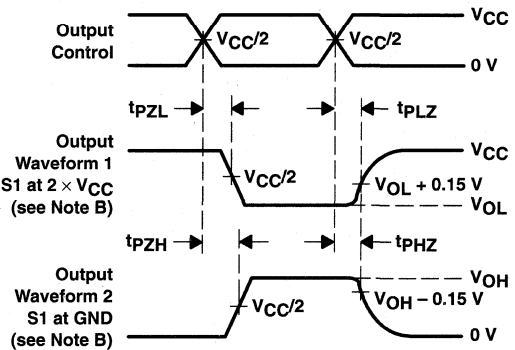 VCC
Output
Control
VCC/2
VCC/2
0 V
tPZL
tPLZ
Output
Waveform 1
S1 at 2 × VCC
(see Note B)
VCC
VCC/2
VOL + 0.15 V
VOL
tPZH
tPHZ
Output
Waveform 2
S1 at GND
(see Note B)
VOH
VOH − 0.15 V
VCC/2
0 V